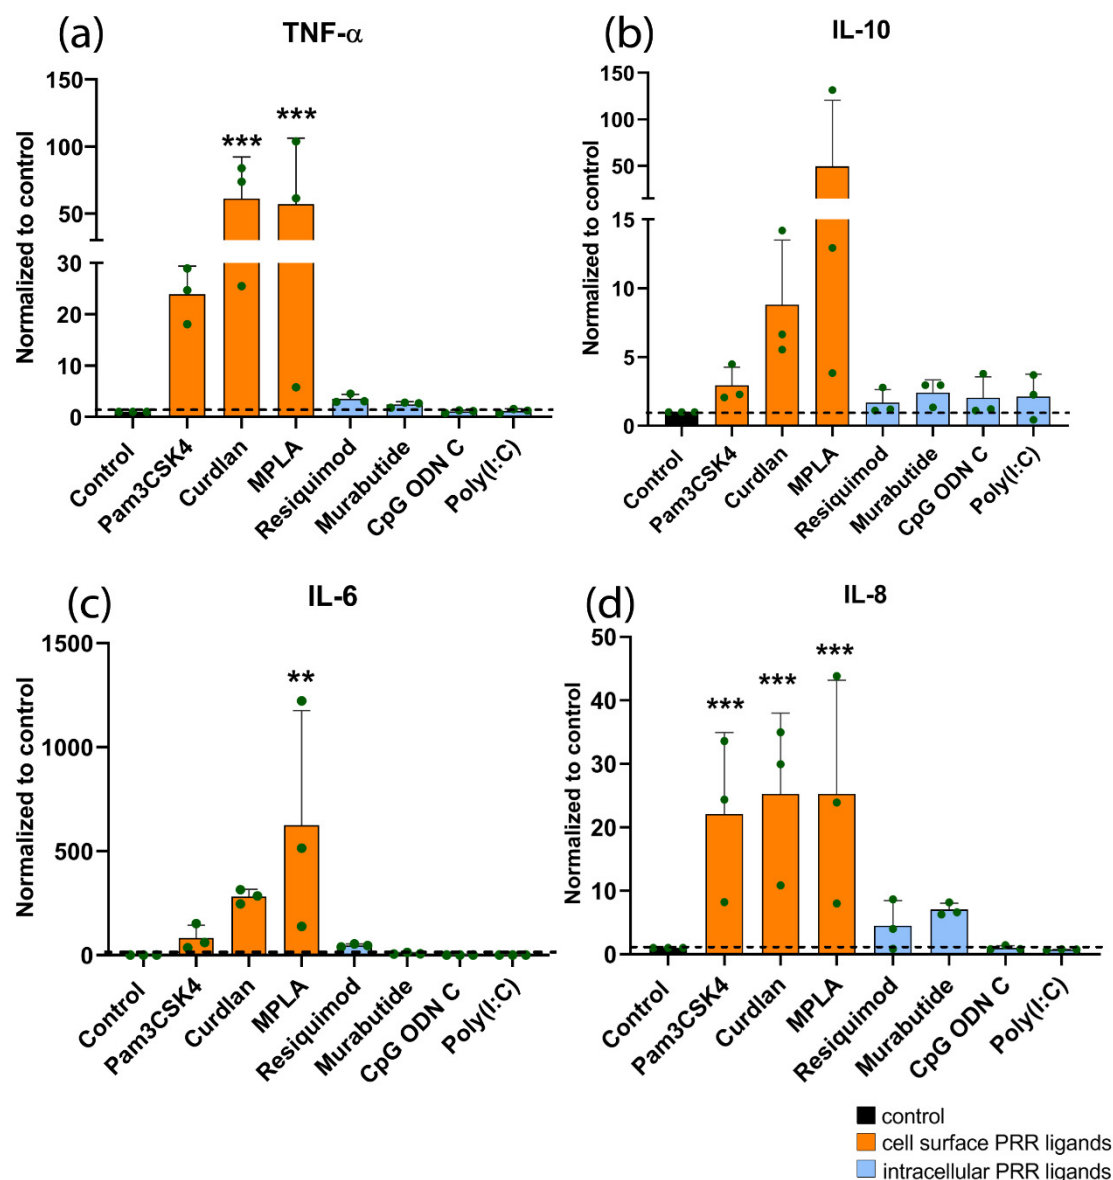 (a)
TNF-α
Normalized to control
150
100
50
30
20
10
0
***
***
Control
Pam3CSK4
Curdlan
MPLA
Resiquimod
Murabutide
CpG ODN C
Poly(I:C)
(b)
IL-10
Normalized to control
150
100
50
15
10
5
0
Control
Pam3CSK4
Curdlan
MPLA
Resiquimod
Murabutide
CpG ODN C
Poly(I:C)
(c)
IL-6
Normalized to control
1500
1000
500
0
**
Control
Pam3CSK4
Curdlan
MPLA
Resiquimod
Murabutide
CpG ODN C
Poly(I:C)
(d)
IL-8
Normalized to control
50
40
30
20
10
0
***
***
***
Control
Pam3CSK4
Curdlan
MPLA
Resiquimod
Murabutide
CpG ODN C
Poly(I:C)
control
cell surface PRR ligands
intracellular PRR ligands